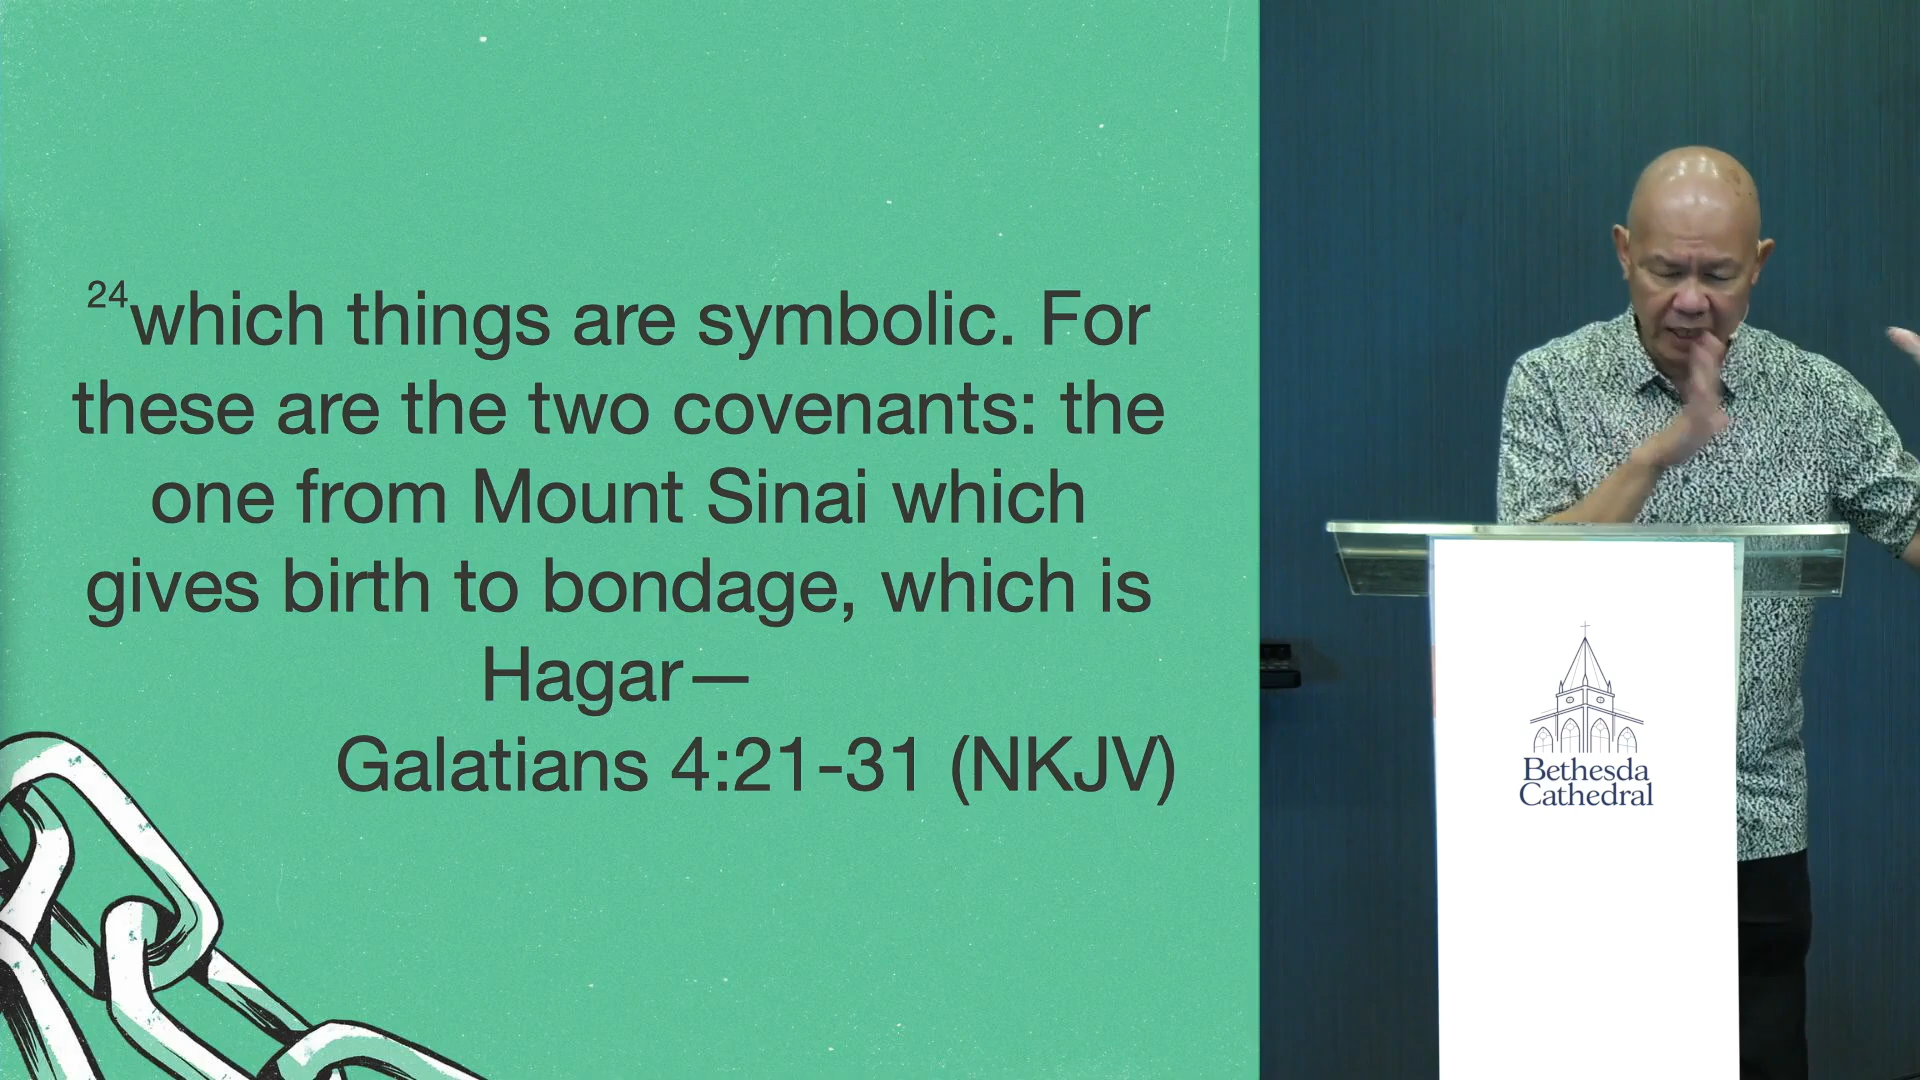 24which things are symbolic. For
these are the two covenants: the
one from Mount Sinai which
gives birth to bondage, which is
Hagar—
Galatians 4:21-31 (NKJV)
Bethesda
Cathedral